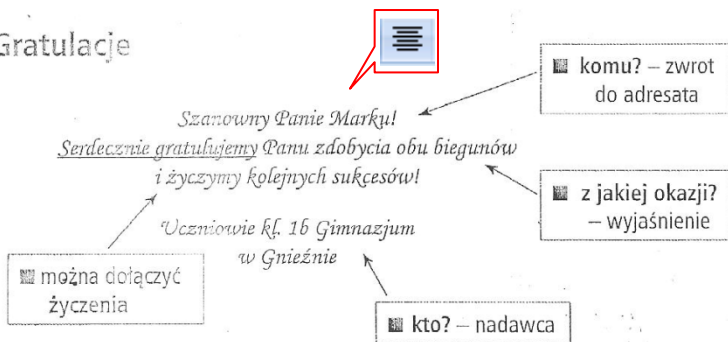 Gratulacje
komu? – zwrot
do adresata
Szanowny Panie Marku!
Serdecznie gratulujemy Panu zdobycia obu biegunów
i życzymy kolejnych sukcesów!
z jakiej okazji?
– wyjaśnienie
Uczniowie kl. 1b Gimnazjum
w Gnieźnie
można dołączyć
życzenia
kto? – nadawca